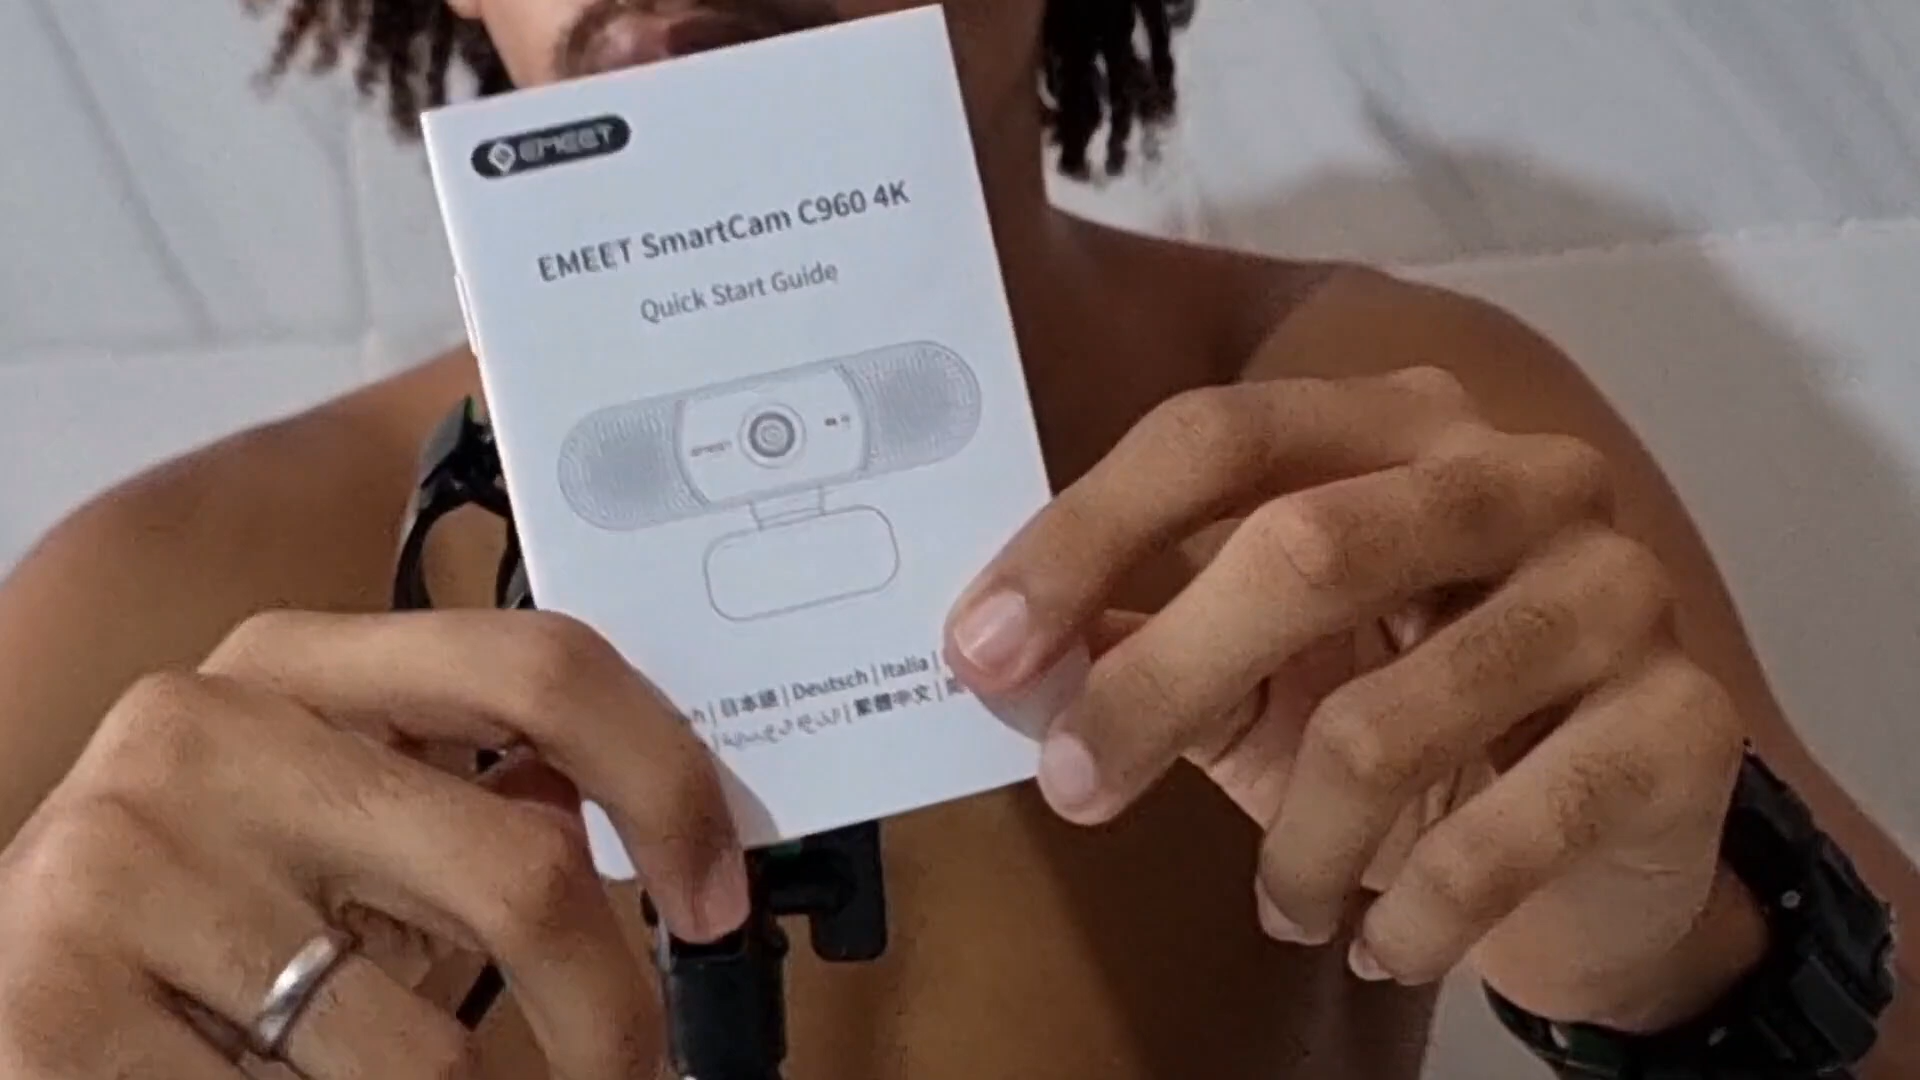 EMEET
EMEET SmartCam C960 4K
Quick Start Guide
EMEET
| 日本語 | Deutsch | Italia |
| 繁體中文 |